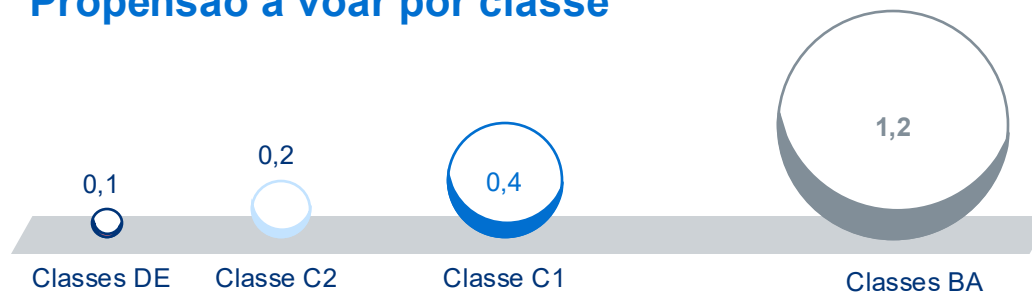 Propensão a voar por classe
0,1
0,2
0,4
1,2
Classes DE
Classe C2
Classe C1
Classes BA